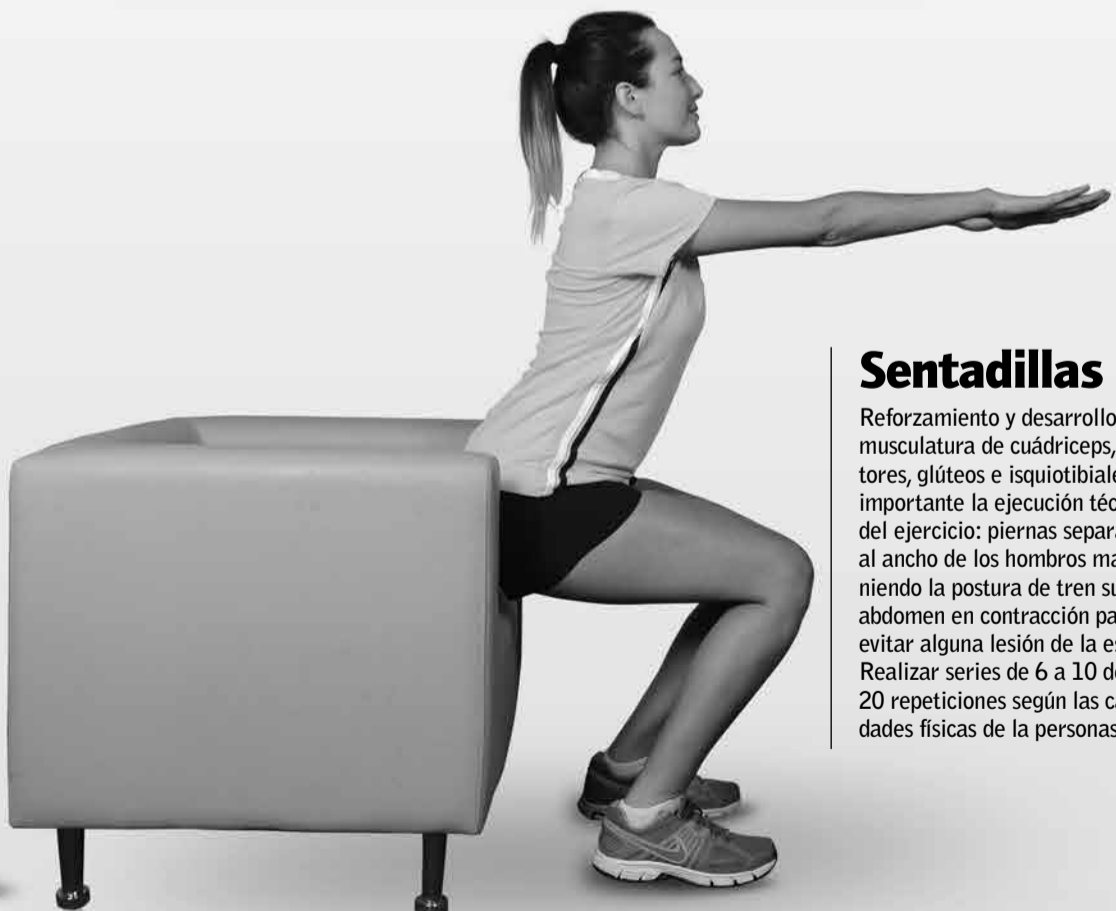 Sentadillas
Reforzamiento y desarrollo
musculatura de cuádriceps,
tores, glúteos e isquiotibiale
importante la ejecución téc
del ejercicio: piernas separa
al ancho de los hombros ma
niendo la postura de tren su
abdomen en contracción pa
evitar alguna lesión de la es
Realizar series de 6 a 10 de
20 repeticiones según las ca
dades físicas de la personas